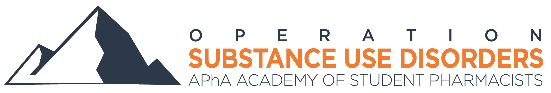 OPERATION
SUBSTANCE USE DISORDERS
APhA ACADEMY OF STUDENT PHARMACISTS